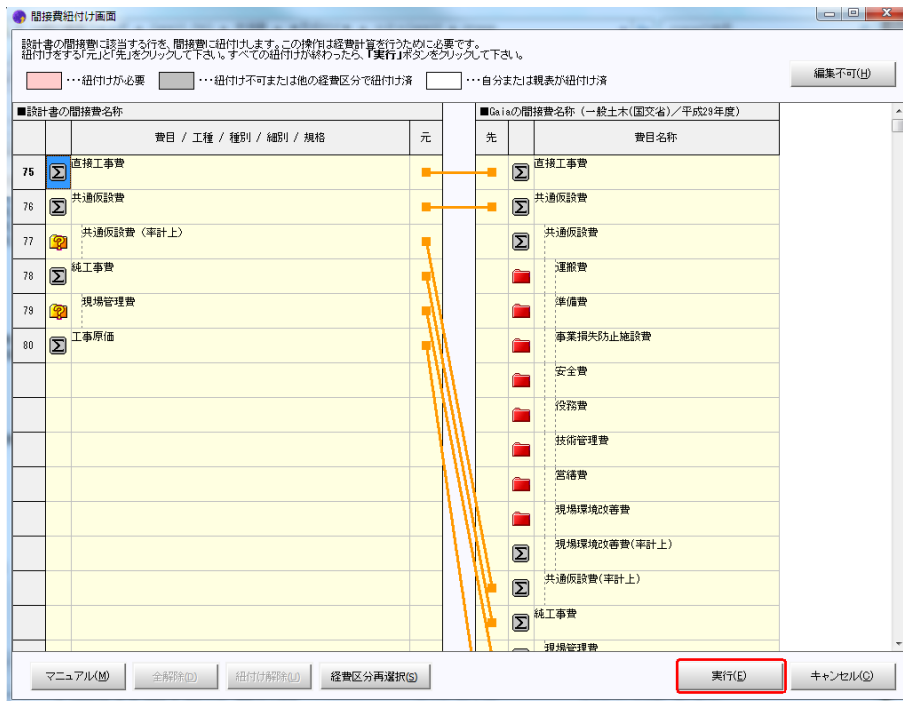 間接費紐付け画面
設計書の間接費に該当する行を、間接費に紐付けします。この操作は経費計算を行うために必要です。
紐付けをする「元」と「先」をクリックして下さい。すべての紐付けが終わったら、「実行」ボタンをクリックして下さい。
・・・紐付けが必要 ・・・紐付け不可または他の経費区分で紐付け済 ・・・自分または親表が紐付け済
編集不可(H)
■設計書の間接費名称
費目 / 工種 / 種別 / 細別 / 規格 元
75 直接工事費
76 共通仮設費
77 共通仮設費（率計上）
78 純工事費
79 現場管理費
80 工事原価
■Gaiaの間接費名称（一般土木(国交省)／平成29年度）
先 費目名称
直接工事費
共通仮設費
共通仮設費
運搬費
準備費
事業損失防止施設費
安全費
役務費
技術管理費
営繕費
現場環境改善費
現場環境改善費(率計上)
共通仮設費(率計上)
純工事費
現場管理費
マニュアル(M) 全解除(D) 紐付け解除(U) 経費区分再選択(S) 実行(E) キャンセル(C)